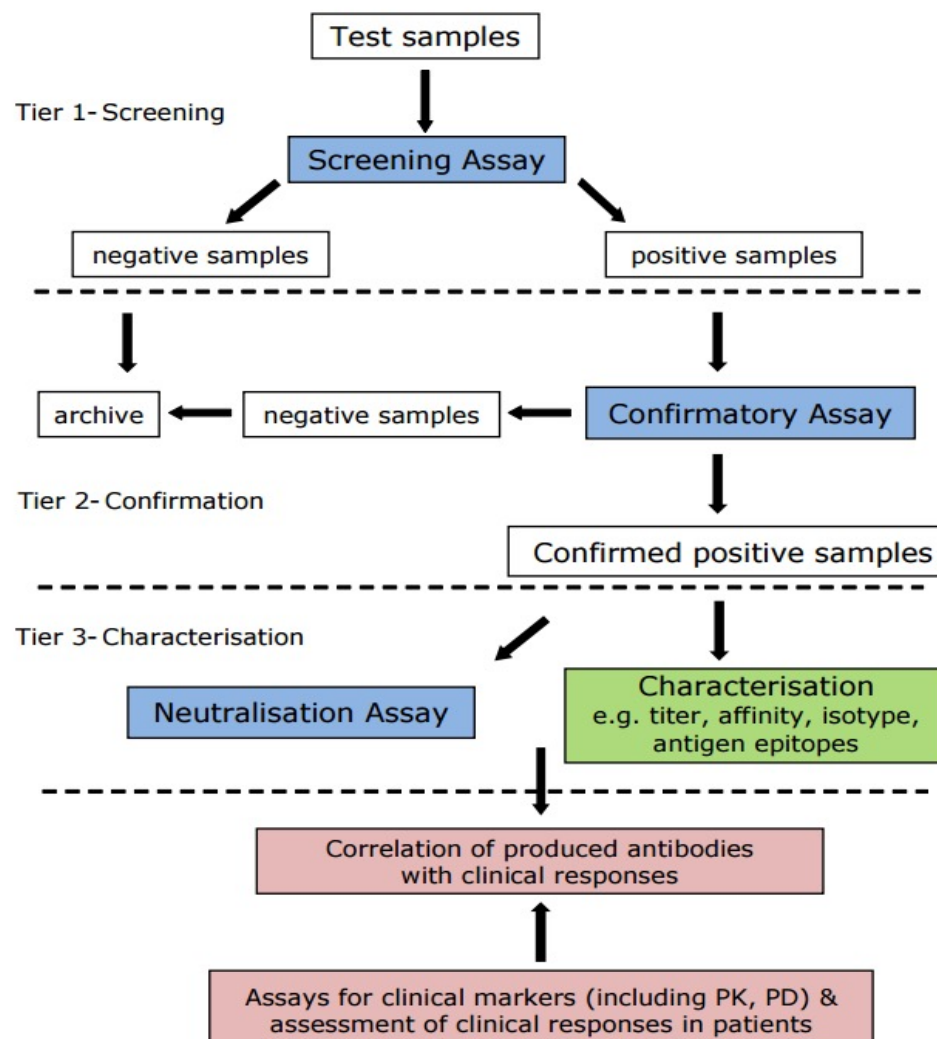 Test samples
Tier 1- Screening
Screening Assay
negative samples
positive samples
archive
negative samples
Confirmatory Assay
Tier 2- Confirmation
Confirmed positive samples
Tier 3- Characterisation
Neutralisation Assay
Characterisation
e.g. titer, affinity, isotype,
antigen epitopes
Correlation of produced antibodies
with clinical responses
Assays for clinical markers (including PK, PD) &
assessment of clinical responses in patients